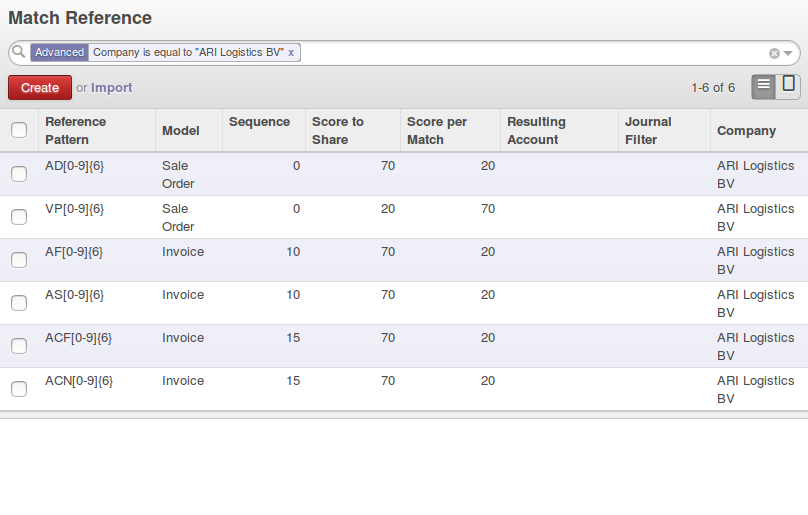 Match Reference
Advanced Company is equal to "ARI Logistics BV" x
Create or Import 1-6 of 6
Reference Pattern Model Sequence Score to Share Score per Match Resulting Account Journal Filter Company
AD[0-9]{6} Sale Order 0 70 20 ARI Logistics BV
VP[0-9]{6} Sale Order 0 20 70 ARI Logistics BV
AF[0-9]{6} Invoice 10 70 20 ARI Logistics BV
AS[0-9]{6} Invoice 10 70 20 ARI Logistics BV
ACF[0-9]{6} Invoice 15 70 20 ARI Logistics BV
ACN[0-9]{6} Invoice 15 70 20 ARI Logistics BV